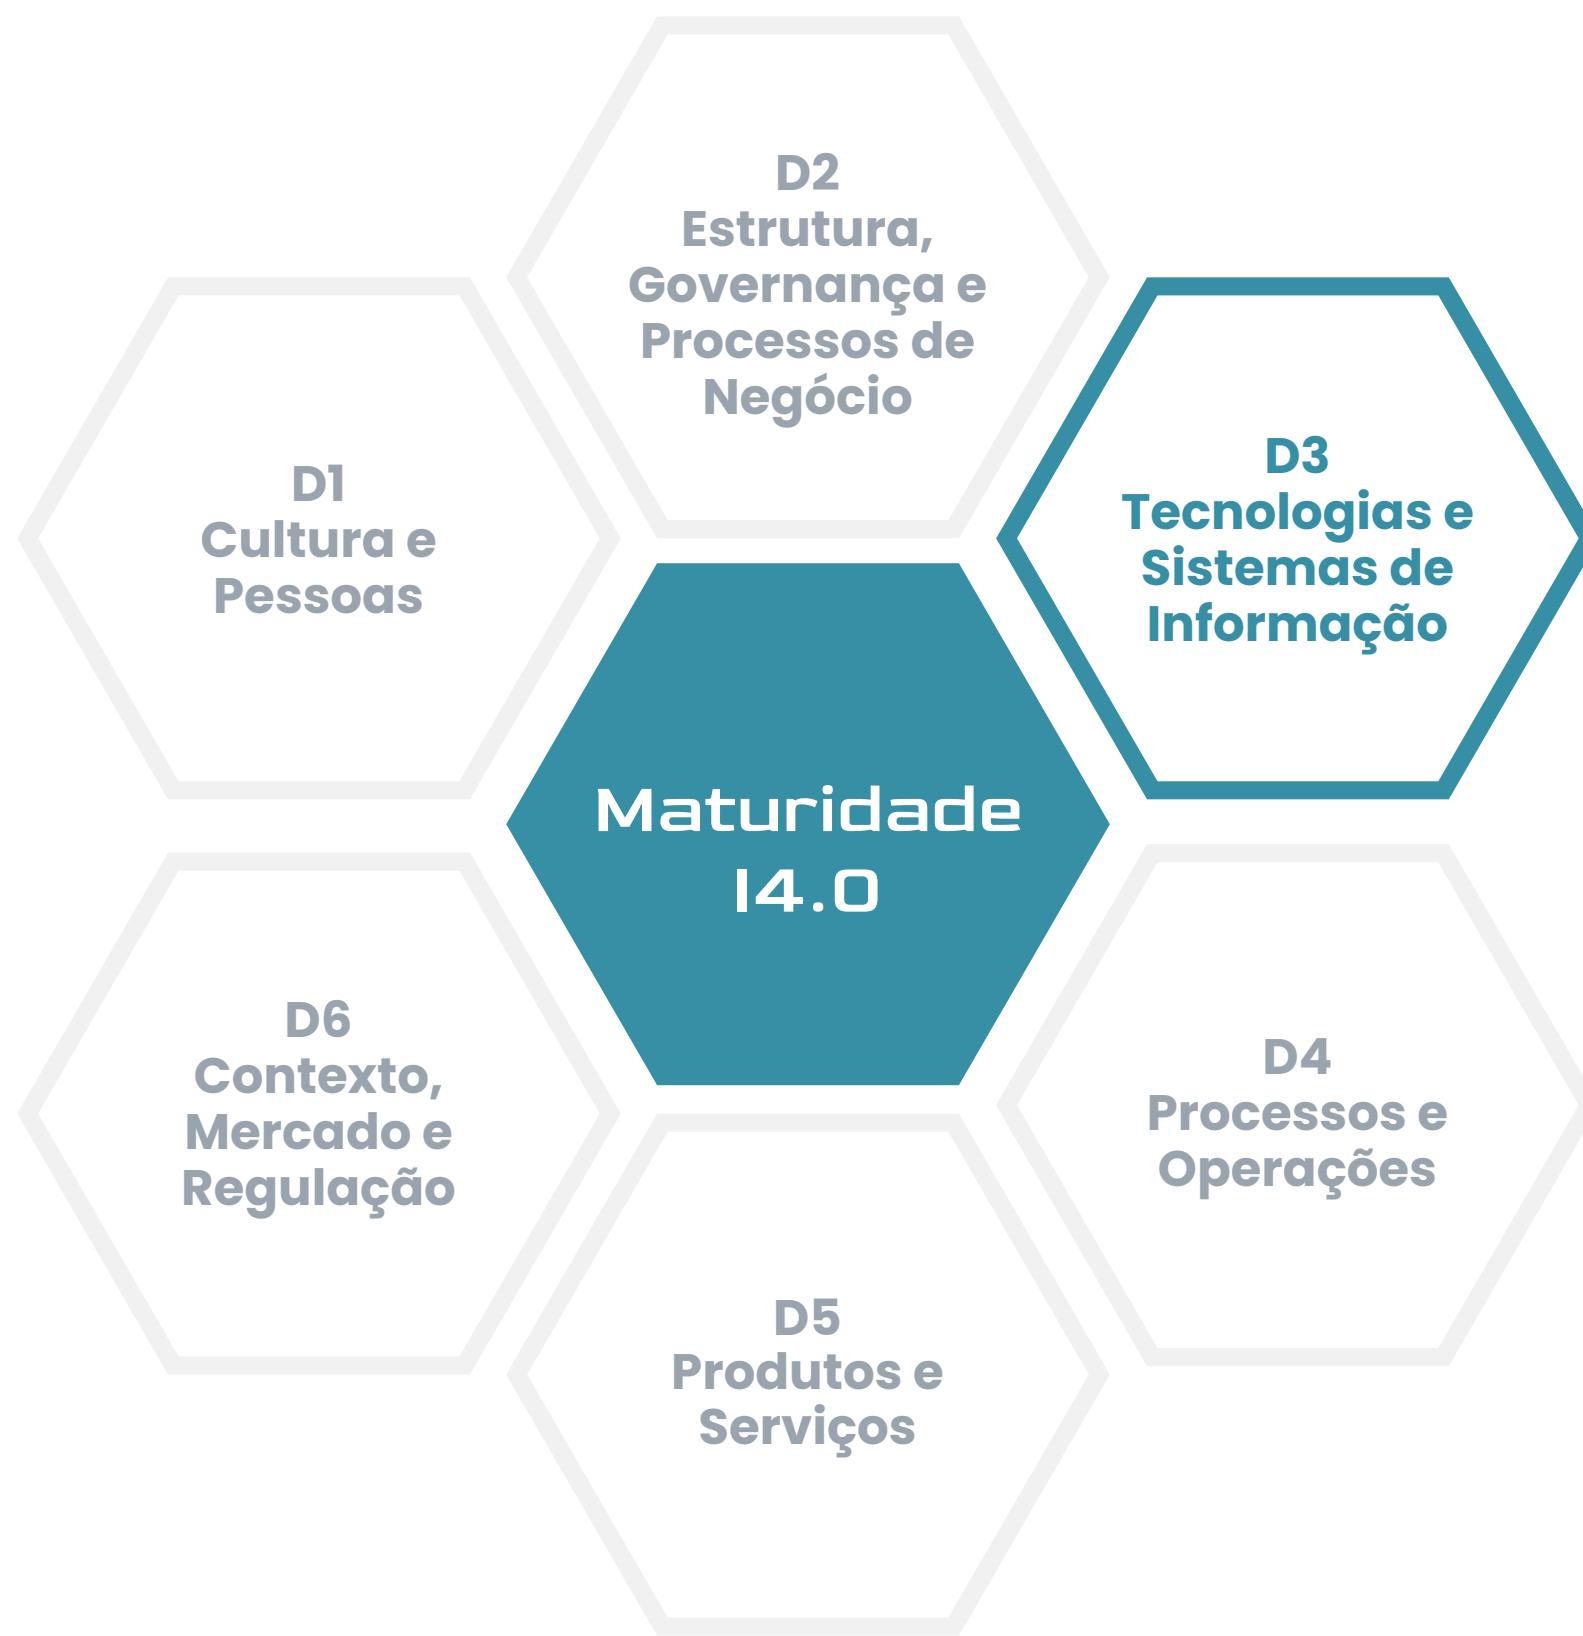 D1
Cultura e
Pessoas
D2
Estrutura,
Governança e
Processos de
Negócio
D3
Tecnologias e
Sistemas de
Informação
Maturidade
I4.0
D4
Processos e
Operações
D5
Produtos e
Serviços
D6
Contexto,
Mercado e
Regulação